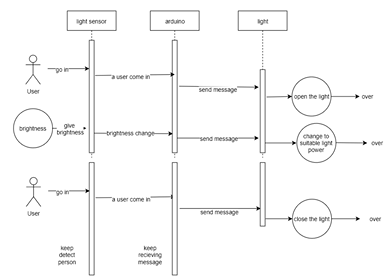 light sensor
arduino
light
go in
a user come in
send message
open the light
over
User
brightness
give
brightness
brightness change
send message
change to
suitable light
power
over
go in
a user come in
send message
close the light
over
User
keep
detect
person
keep
recieving
message